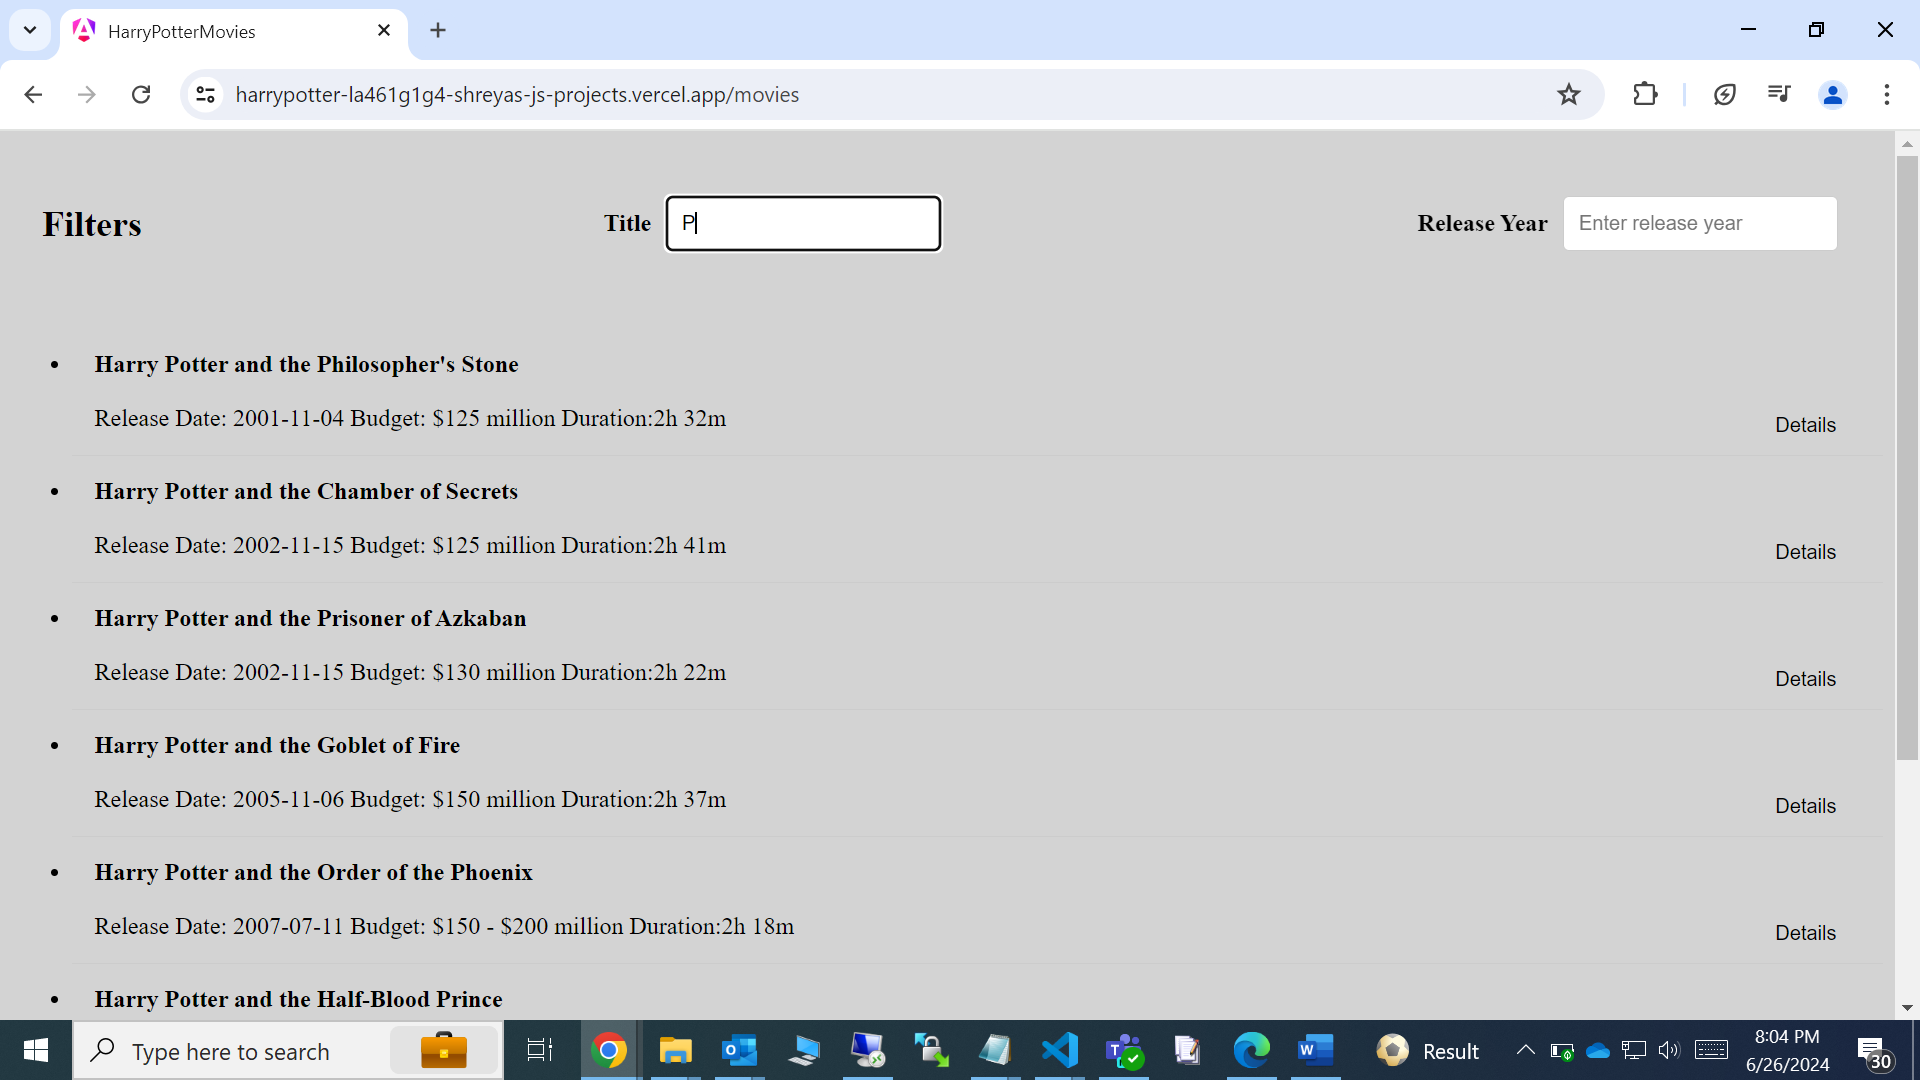 HarryPotterMovies
harrypotter-la461g1g4-shreyas-js-projects.vercel.app/movies
Filters
Title
P
Release Year
Enter release year
Harry Potter and the Philosopher's Stone
Release Date: 2001-11-04 Budget: $125 million Duration:2h 32m
Details
Harry Potter and the Chamber of Secrets
Release Date: 2002-11-15 Budget: $125 million Duration:2h 41m
Details
Harry Potter and the Prisoner of Azkaban
Release Date: 2002-11-15 Budget: $130 million Duration:2h 22m
Details
Harry Potter and the Goblet of Fire
Release Date: 2005-11-06 Budget: $150 million Duration:2h 37m
Details
Harry Potter and the Order of the Phoenix
Release Date: 2007-07-11 Budget: $150 - $200 million Duration:2h 18m
Details
Harry Potter and the Half-Blood Prince
Type here to search
Result
8:04 PM
6/26/2024
30